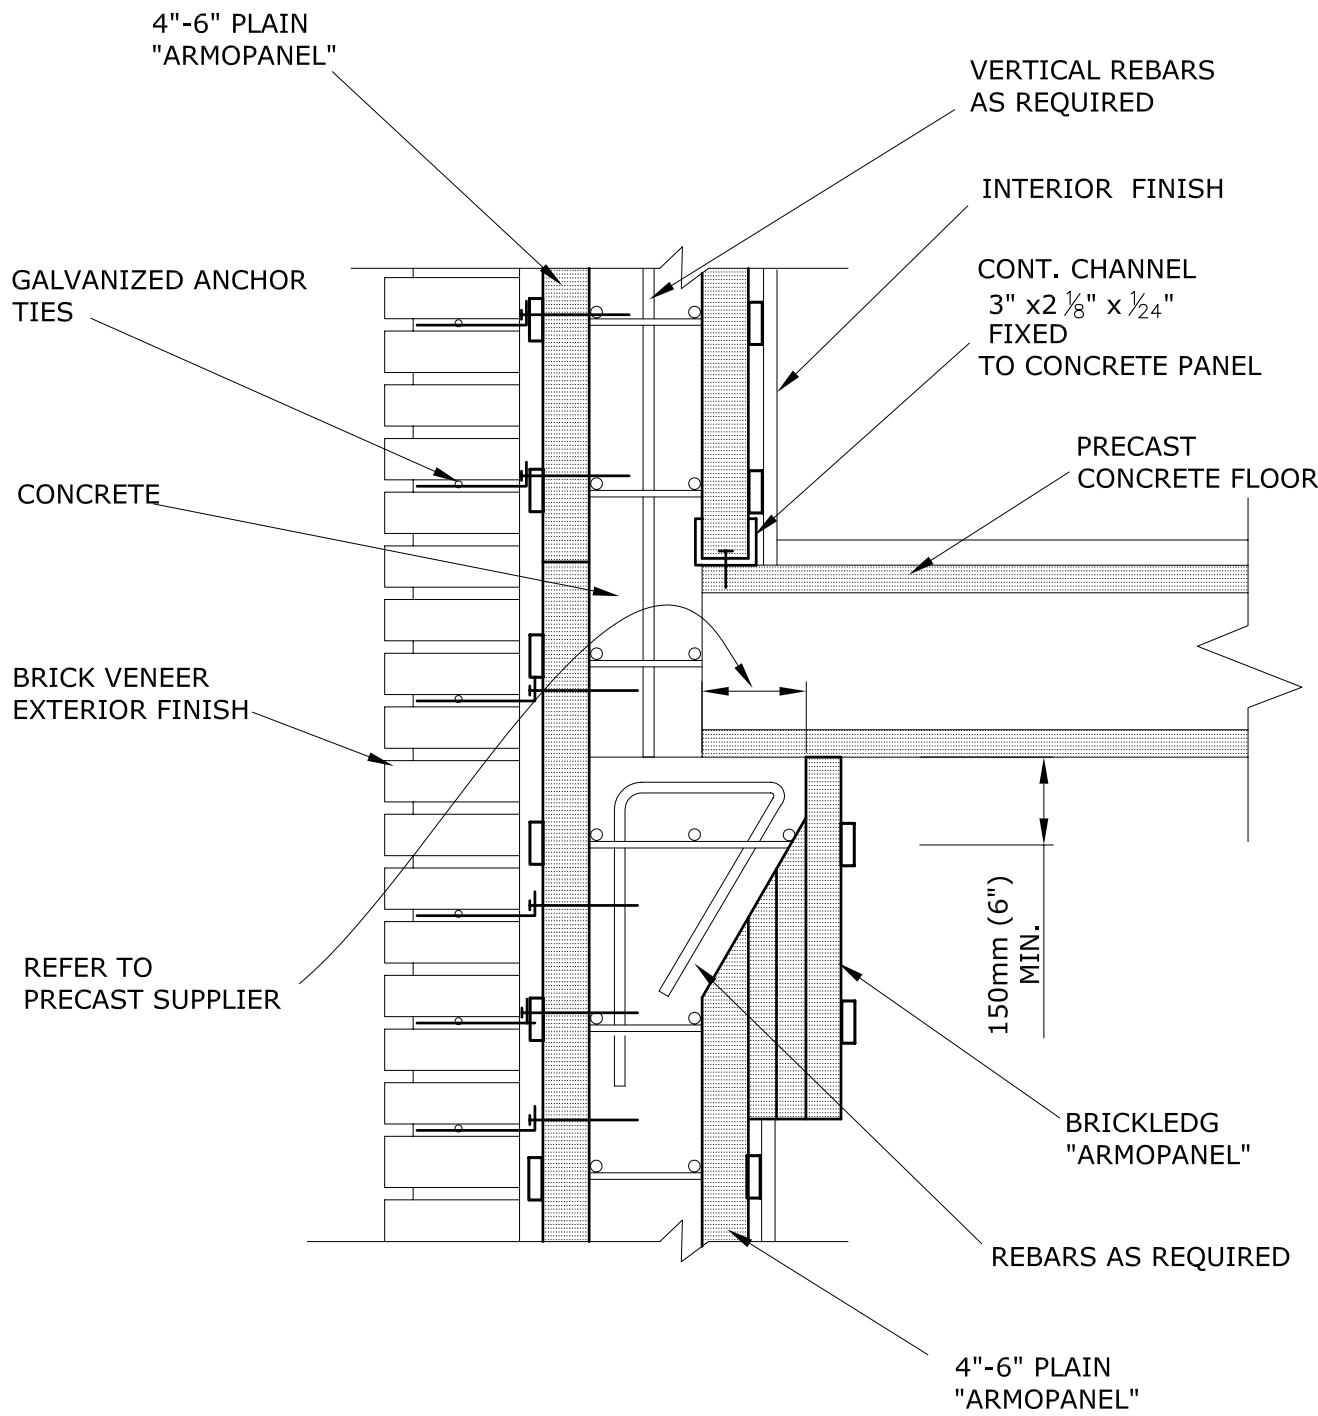 4"-6" PLAIN
"ARMOPANEL"
VERTICAL REBARS
AS REQUIRED
INTERIOR FINISH
GALVANIZED ANCHOR
TIES
CONT. CHANNEL
3" x2 ⅛" x 1⁄24"
FIXED
TO CONCRETE PANEL
PRECAST
CONCRETE FLOOR
CONCRETE
BRICK VENEER
EXTERIOR FINISH
150mm (6")
MIN.
REFER TO
PRECAST SUPPLIER
BRICKLEDG
"ARMOPANEL"
REBARS AS REQUIRED
4"-6" PLAIN
"ARMOPANEL"